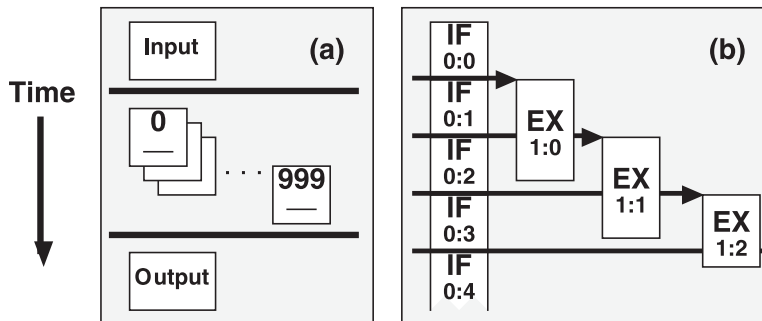 Time
Input
(a)
0
. . .
999
Output
(b)
IF
0:0
IF
0:1
IF
0:2
IF
0:3
IF
0:4
EX
1:0
EX
1:1
EX
1:2